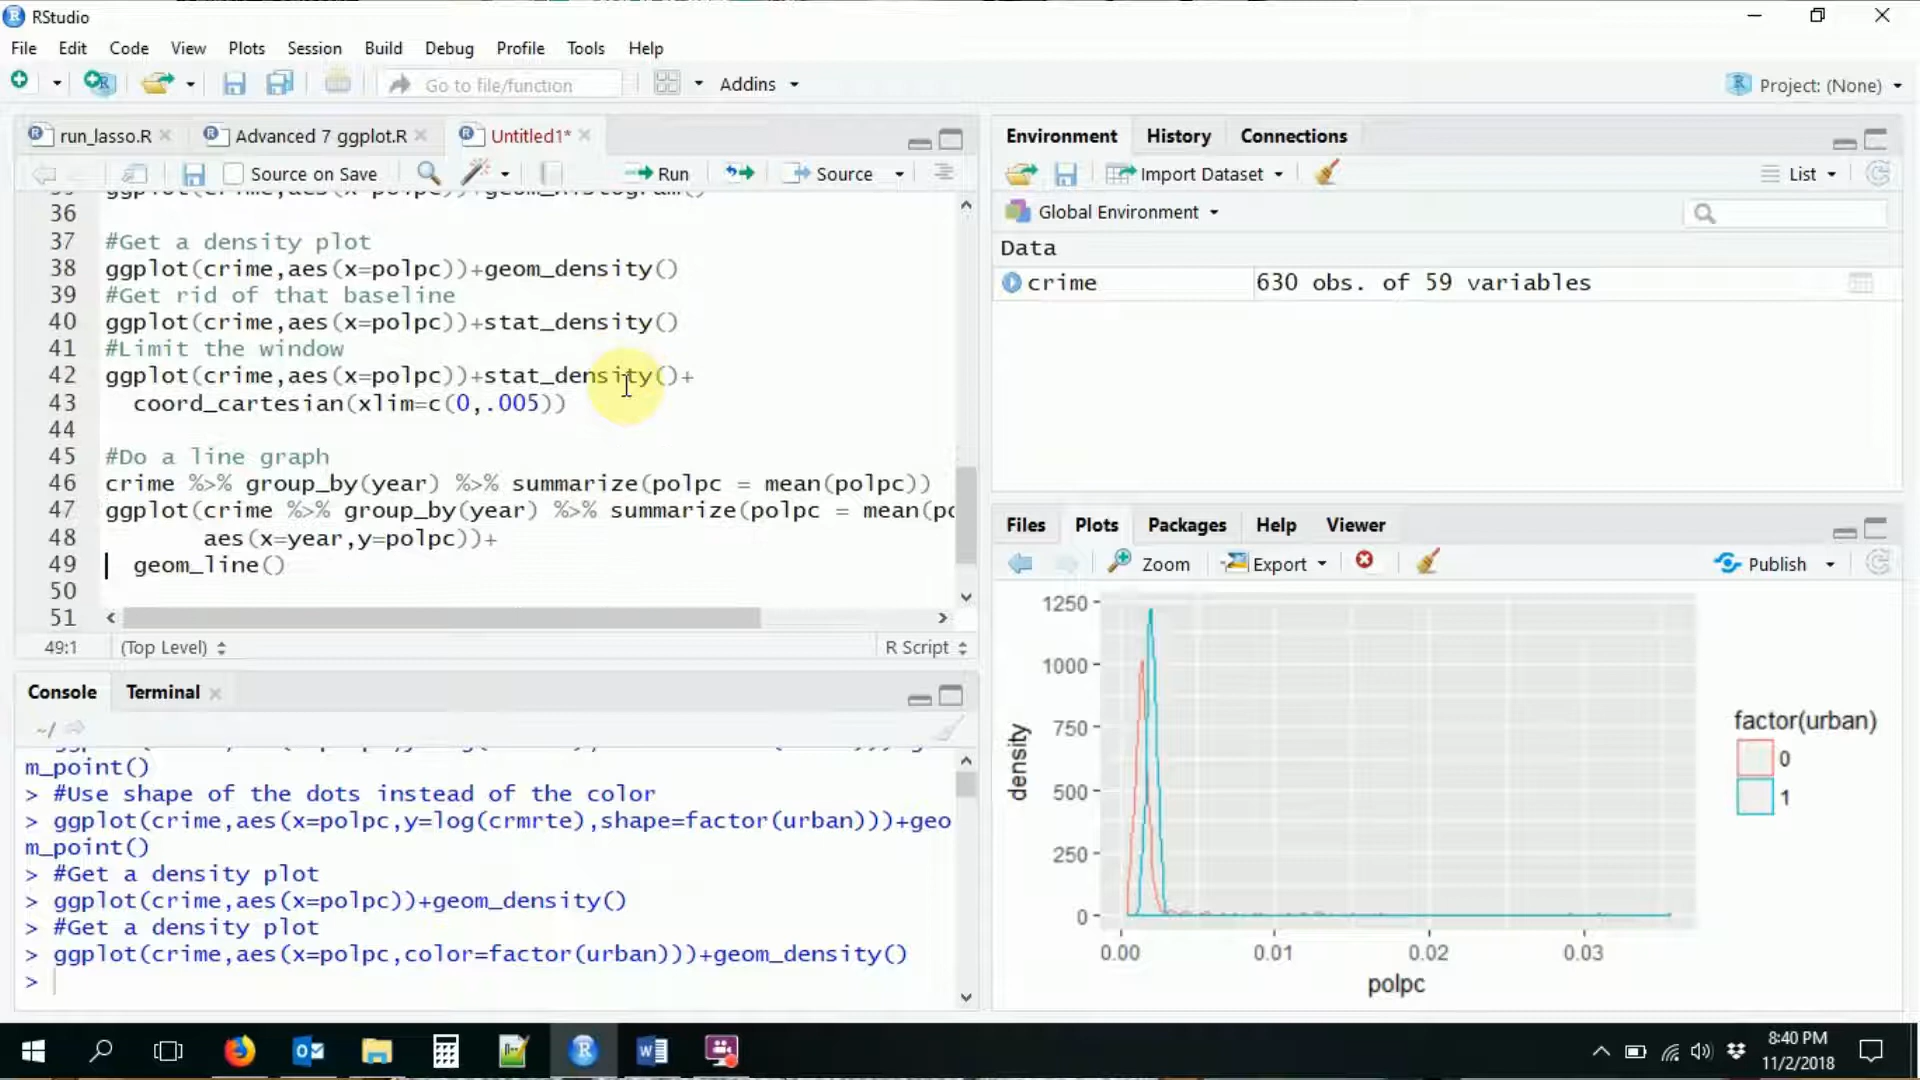 RStudio
File Edit Code View Plots Session Build Debug Profile Tools Help
Go to file/function
Addins
Project: (None)
run_lasso.R
Advanced 7 ggplot.R
Untitled1*
Source on Save
Run
Source
36
37 #Get a density plot
38 ggplot(crime,aes(x=polpc))+geom_density()
39 #Get rid of that baseline
40 ggplot(crime,aes(x=polpc))+stat_density()
41 #Limit the window
42 ggplot(crime,aes(x=polpc))+stat_density()+
43 coord_cartesian(xlim=c(0,.005))
44
45 #Do a line graph
46 crime %>% group_by(year) %>% summarize(polpc = mean(polpc))
47 ggplot(crime %>% group_by(year) %>% summarize(polpc = mean(pc
48 aes(x=year,y=polpc))+
49 geom_line()
50
51
49:1 (Top Level) R Script
Console Terminal
~/
m_point()
> #Use shape of the dots instead of the color
> ggplot(crime,aes(x=polpc,y=log(crmrte),shape=factor(urban)))+geo
m_point()
> #Get a density plot
> ggplot(crime,aes(x=polpc))+geom_density()
> #Get a density plot
> ggplot(crime,aes(x=polpc,color=factor(urban)))+geom_density()
>
Environment History Connections
Import Dataset
List
Global Environment
Data
crime 630 obs. of 59 variables
Files Plots Packages Help Viewer
Zoom Export Publish
1250
1000
750
500
250
0
density
0.00 0.01 0.02 0.03
polpc
factor(urban)
0
1
8:40 PM
11/2/2018